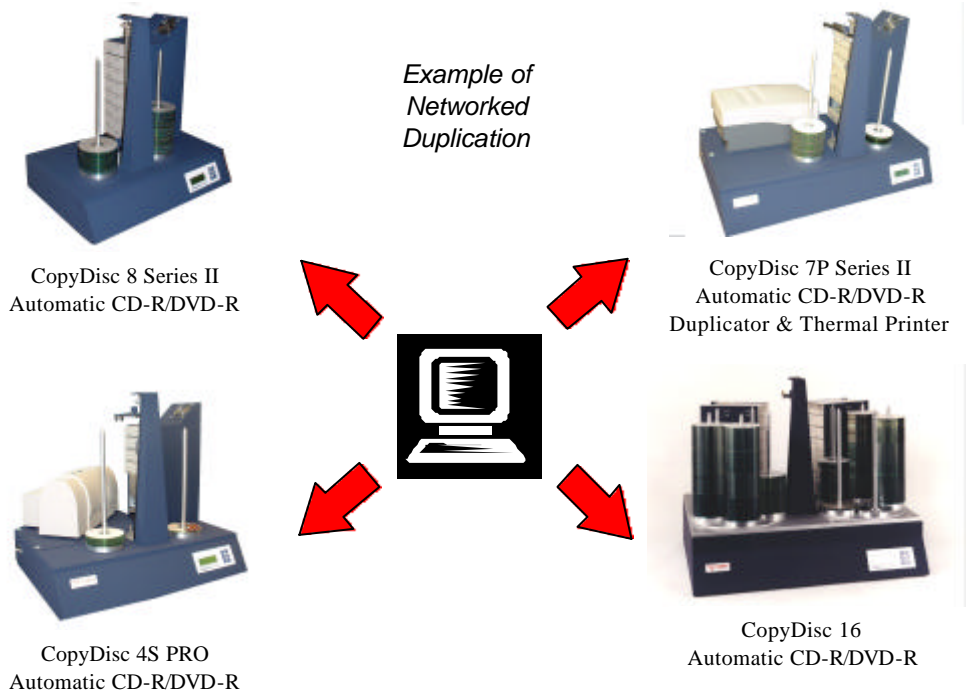 Example of
Networked
Duplication
CopyDisc 8 Series II
Automatic CD-R/DVD-R
CopyDisc 7P Series II
Automatic CD-R/DVD-R
Duplicator & Thermal Printer
CopyDisc 4S PRO
Automatic CD-R/DVD-R
CopyDisc 16
Automatic CD-R/DVD-R